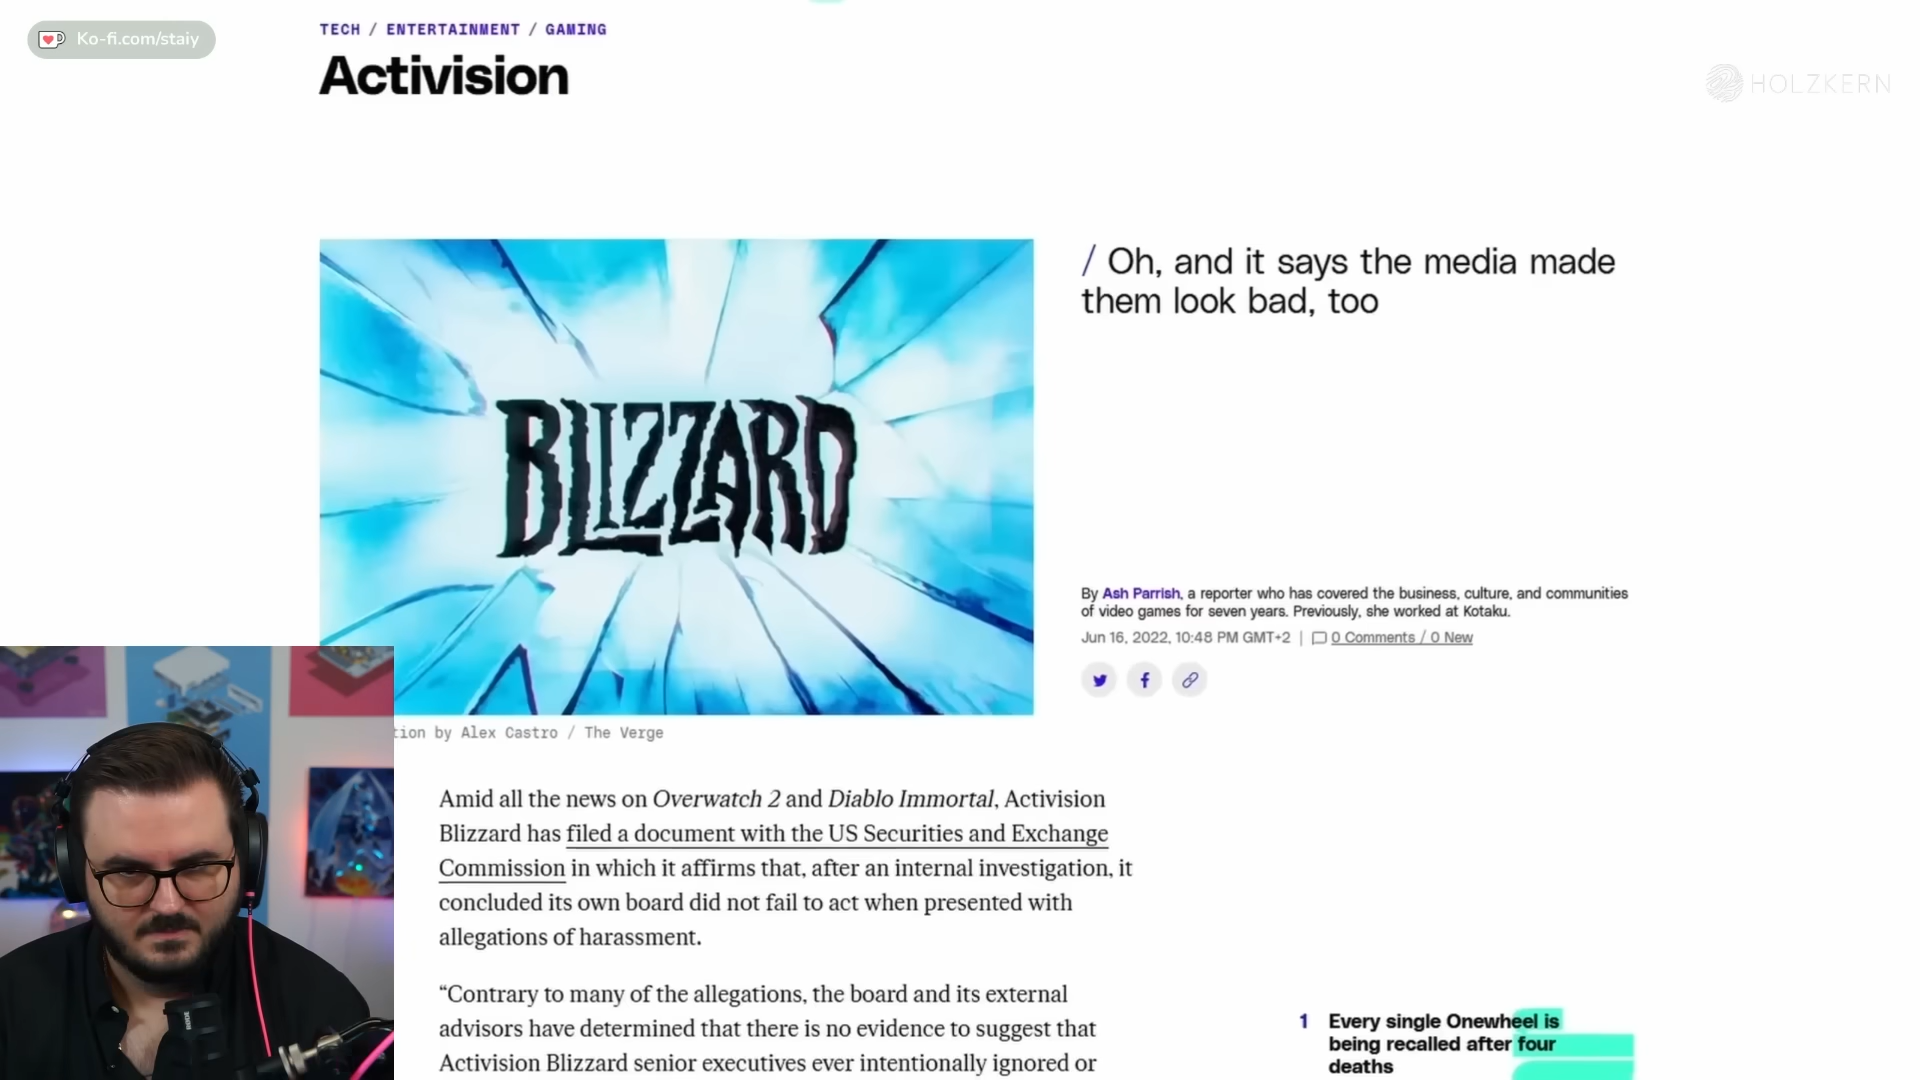 Ko-fi.com/staiy
TECH / ENTERTAINMENT / GAMING
Activision
HOLZKERN
BLIZZARD
/ Oh, and it says the media made
them look bad, too
By Ash Parrish, a reporter who has covered the business, culture, and communities
of video games for seven years. Previously, she worked at Kotaku.
Jun 16, 2022, 10:48 PM GMT+2 | 0 Comments / 0 New
tion by Alex Castro / The Verge
Amid all the news on Overwatch 2 and Diablo Immortal, Activision
Blizzard has filed a document with the US Securities and Exchange
Commission in which it affirms that, after an internal investigation, it
concluded its own board did not fail to act when presented with
allegations of harassment.
“Contrary to many of the allegations, the board and its external
advisors have determined that there is no evidence to suggest that
Activision Blizzard senior executives ever intentionally ignored or
1 Every single Onewheel is
being recalled after four
deaths
RØDE